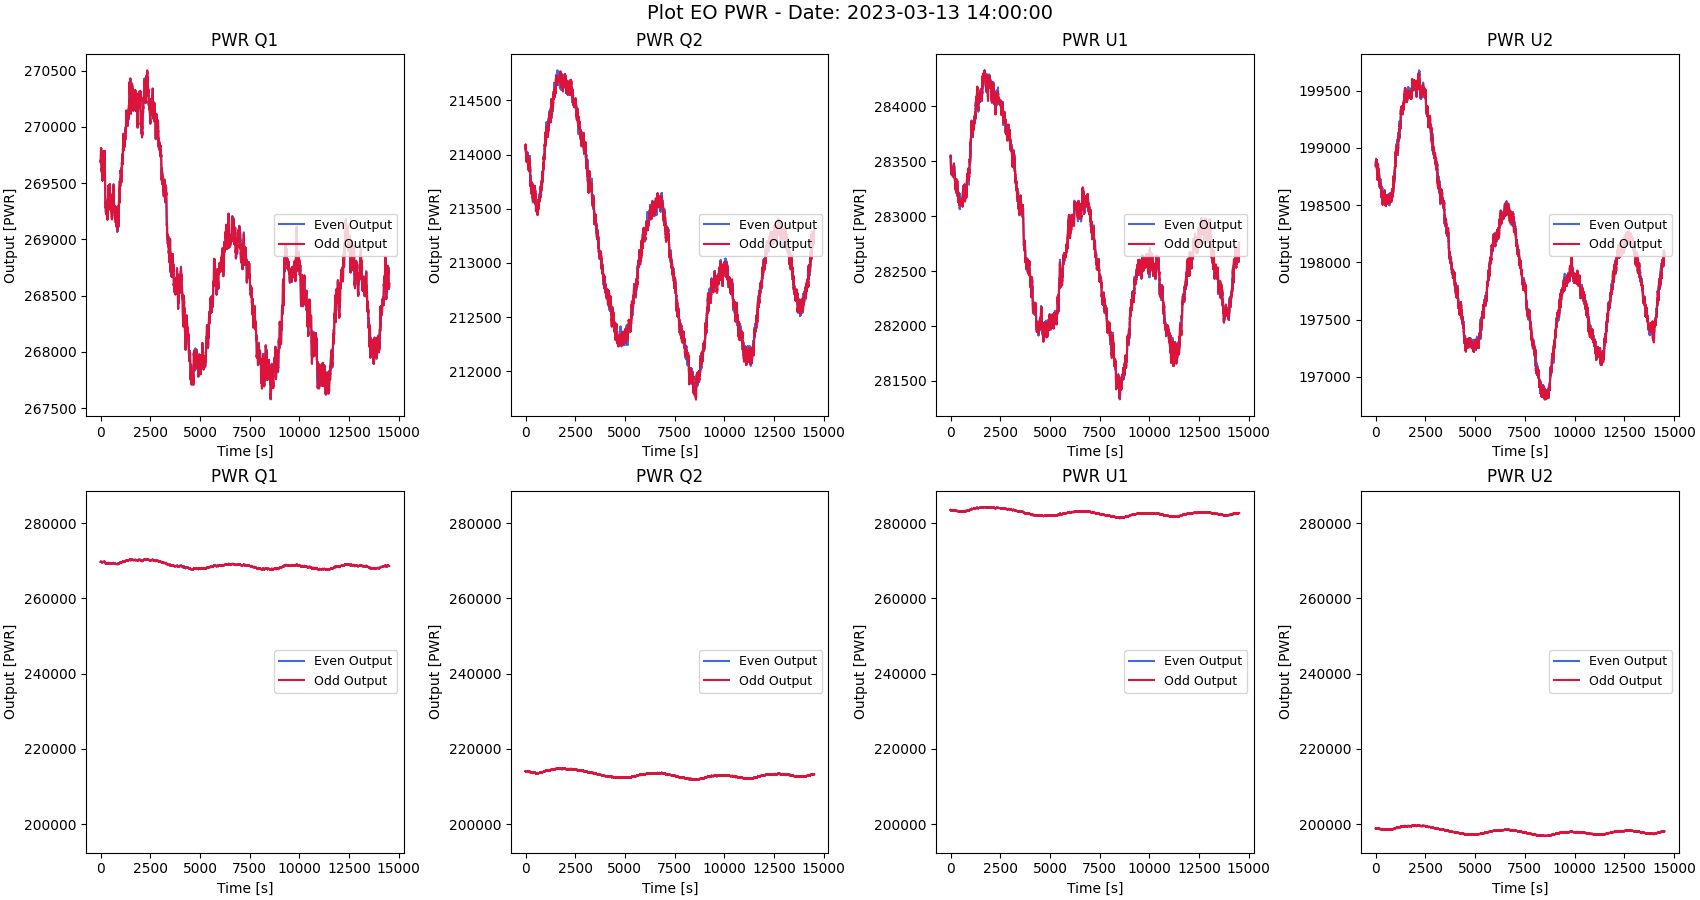 Plot EO PWR - Date: 2023-03-13 14:00:00
PWR Q1
Output [PWR]
270500
270000
269500
269000
268500
268000
267500
Even Output
Odd Output
0 2500 5000 7500 10000 12500 15000
Time [s]
PWR Q2
Output [PWR]
214500
214000
213500
213000
212500
212000
Even Output
Odd Output
0 2500 5000 7500 10000 12500 15000
Time [s]
PWR U1
Output [PWR]
284000
283500
283000
282500
282000
281500
Even Output
Odd Output
0 2500 5000 7500 10000 12500 15000
Time [s]
PWR U2
Output [PWR]
199500
199000
198500
198000
197500
197000
Even Output
Odd Output
0 2500 5000 7500 10000 12500 15000
Time [s]
PWR Q1
Output [PWR]
280000
260000
240000
220000
200000
Even Output
Odd Output
0 2500 5000 7500 10000 12500 15000
Time [s]
PWR Q2
Output [PWR]
280000
260000
240000
220000
200000
Even Output
Odd Output
0 2500 5000 7500 10000 12500 15000
Time [s]
PWR U1
Output [PWR]
280000
260000
240000
220000
200000
Even Output
Odd Output
0 2500 5000 7500 10000 12500 15000
Time [s]
PWR U2
Output [PWR]
280000
260000
240000
220000
200000
Even Output
Odd Output
0 2500 5000 7500 10000 12500 15000
Time [s]